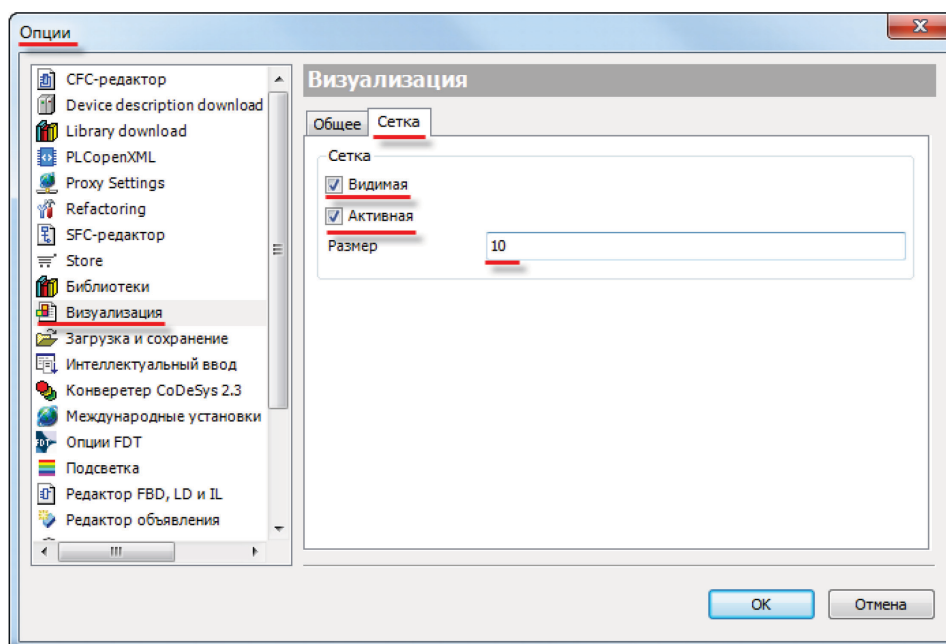 Опции
CFC-редактор
Device description download
Library download
PLCopenXML
Proxy Settings
Refactoring
SFC-редактор
Store
Библиотеки
Визуализация
Загрузка и сохранение
Интеллектуальный ввод
Конверетер CoDeSys 2.3
Международные установки
Опции FDT
Подсветка
Редактор FBD, LD и IL
Редактор объявления
Визуализация
Общее Сетка
Сетка
Видимая
Активная
Размер 10
OK Отмена